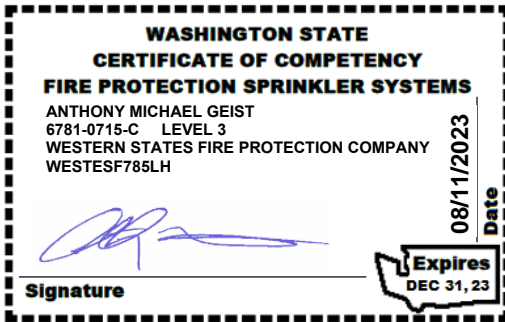 WASHINGTON STATE
CERTIFICATE OF COMPETENCY
FIRE PROTECTION SPRINKLER SYSTEMS
ANTHONY MICHAEL GEIST
6781-0715-C LEVEL 3
WESTERN STATES FIRE PROTECTION COMPANY
WESTESF785LH
08/11/2023
Date
Signature
Expires
DEC 31, 23